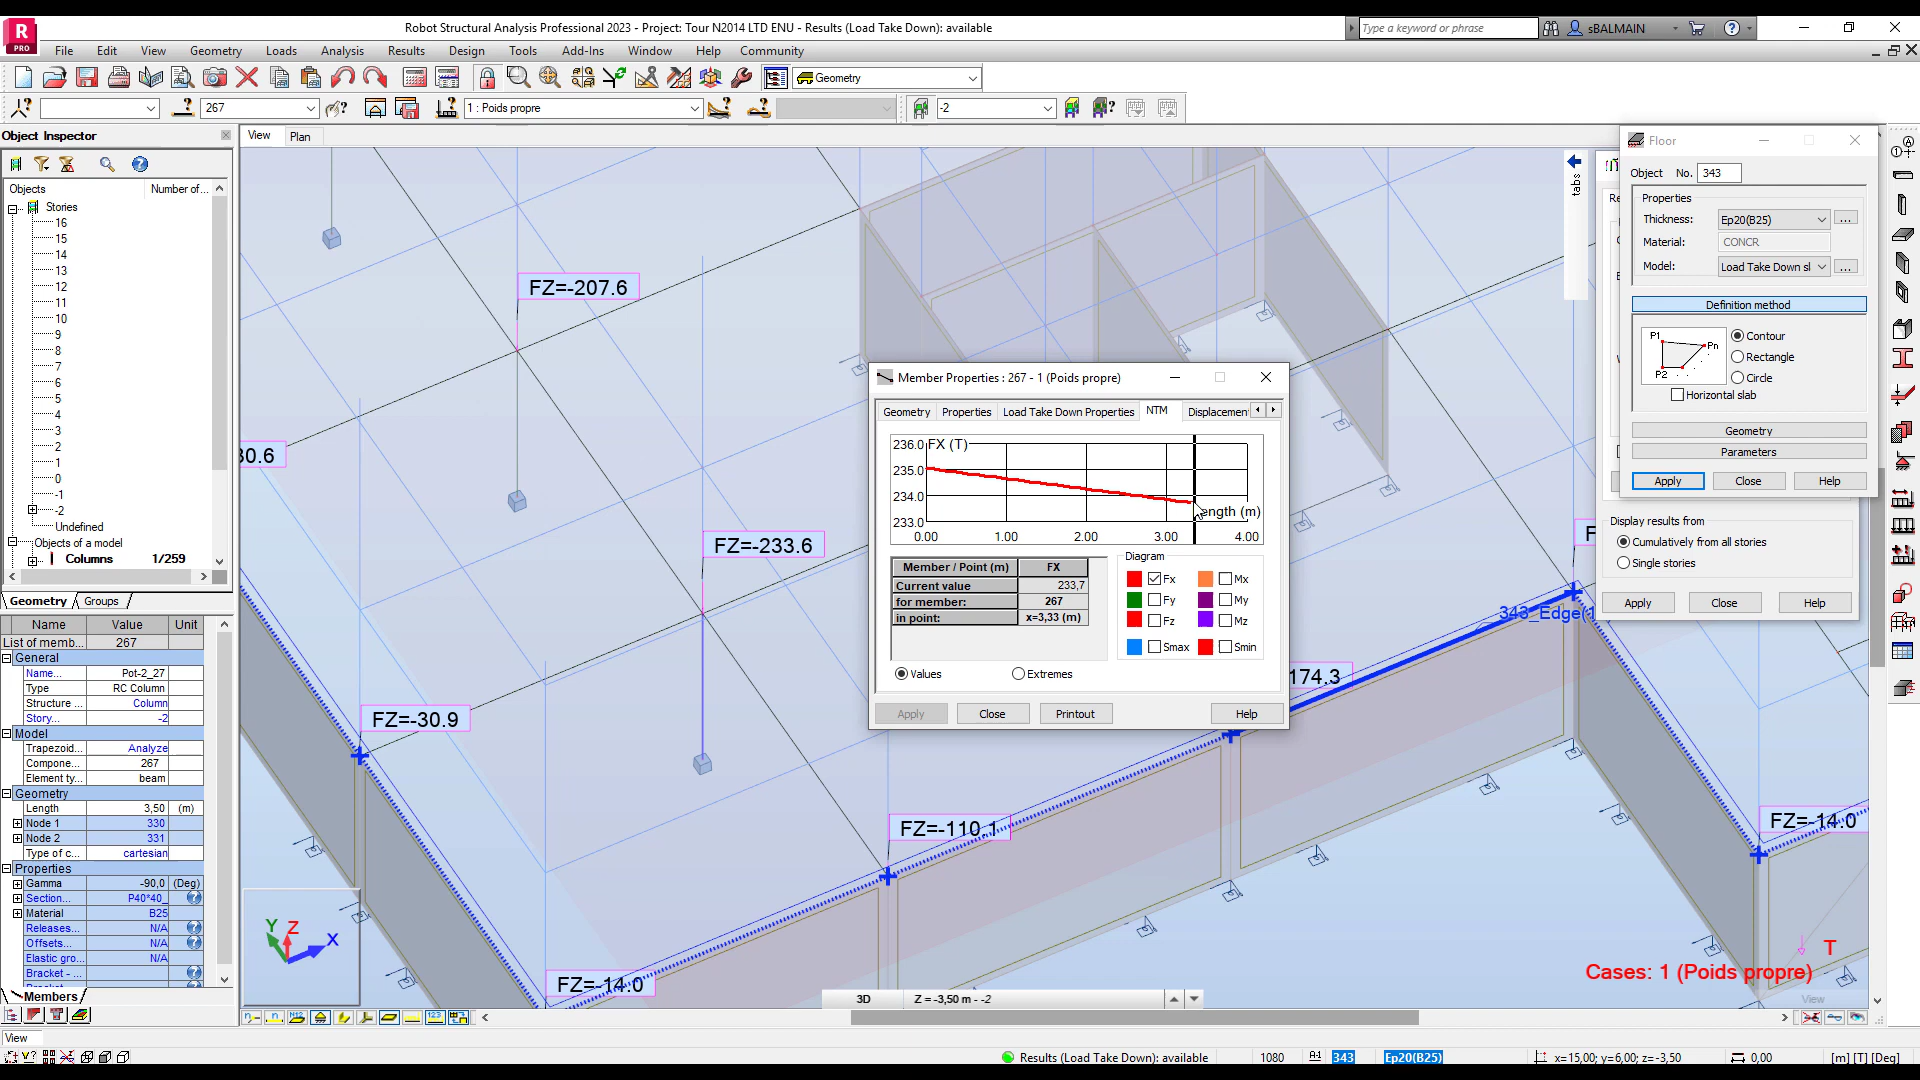 R
PRO
Robot Structural Analysis Professional 2023 - Project: Tour N2014 LTD ENU - Results (Load Take Down): available
Type a keyword or phrase
sBALMAIN
File Edit View Geometry Loads Analysis Results Design Tools Add-Ins Window Help Community
Geometry
267
1 : Poids propre
-2
Object Inspector
View
Plan
Objects
Number of...
Stories
16
15
14
13
12
11
10
9
8
7
6
5
4
3
2
1
0
-1
-2
Undefined
Objects of a model
Columns 1/259
Geometry
Groups
Name Value Unit
List of memb... 267
General
Name... Pot-2_27
Type RC Column
Structure ... Column
Story... -2
Model
Trapezoid... Analyze
Compone... 267
Element ty... beam
Geometry
Length 3,50 (m)
Node 1 330
Node 2 331
Type of c... cartesian
Properties
Gamma -90,0 (Deg)
Section... P40*40_
Material B25
Releases... N/A
Offsets... N/A
Elastic gro... N/A
Bracket - ...
Members
View
FZ=-207.6
30.6
FZ=-233.6
FZ=-30.9
174.3
FZ=-110.1
FZ=-14.0
FZ=-14.0
343_Edge(1
Y
Z
X
T
Cases: 1 (Poids propre)
View
3D
Z = -3,50 m - -2
Member Properties : 267 - 1 (Poids propre)
Geometry
Properties
Load Take Down Properties
NTM
Displacemen
236.0
FX (T)
235.0
234.0
233.0
ength (m)
0.00 1.00 2.00 3.00 4.00
Member / Point (m) FX
Current value 233,7
for member: 267
in point: x=3,33 (m)
Diagram
Fx Mx
Fy My
Fz Mz
Smax Smin
Values
Extremes
Apply
Close
Printout
Help
tabs
Floor
Object No. 343
Properties
Thickness: Ep20(B25)
...
Material: CONCR
Model: Load Take Down sl
...
Definition method
P1
Pn
P2
Contour
Rectangle
Circle
Horizontal slab
Geometry
Parameters
Apply
Close
Help
Display results from
Cumulatively from all stories
Single stories
Apply
Close
Help
Results (Load Take Down): available
1080
343
Ep20(B25)
x=15,00; y=6,00; z=-3,50
0,00
[m] [T] [Deg]